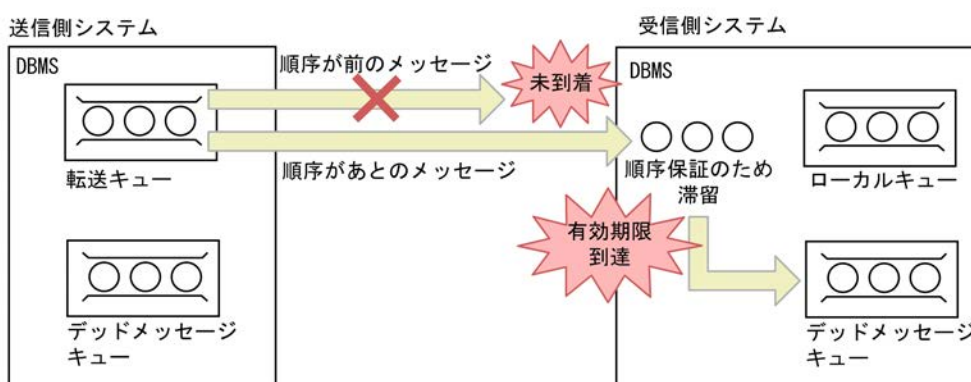 送信側システム
受信側システム
DBMS
順序が前のメッセージ
未到着
DBMS
転送キュー
順序があとのメッセージ
順序保証のため
滞留
ローカルキュー
有効期限
到達
デッドメッセージ
キュー
デッドメッセージ
キュー